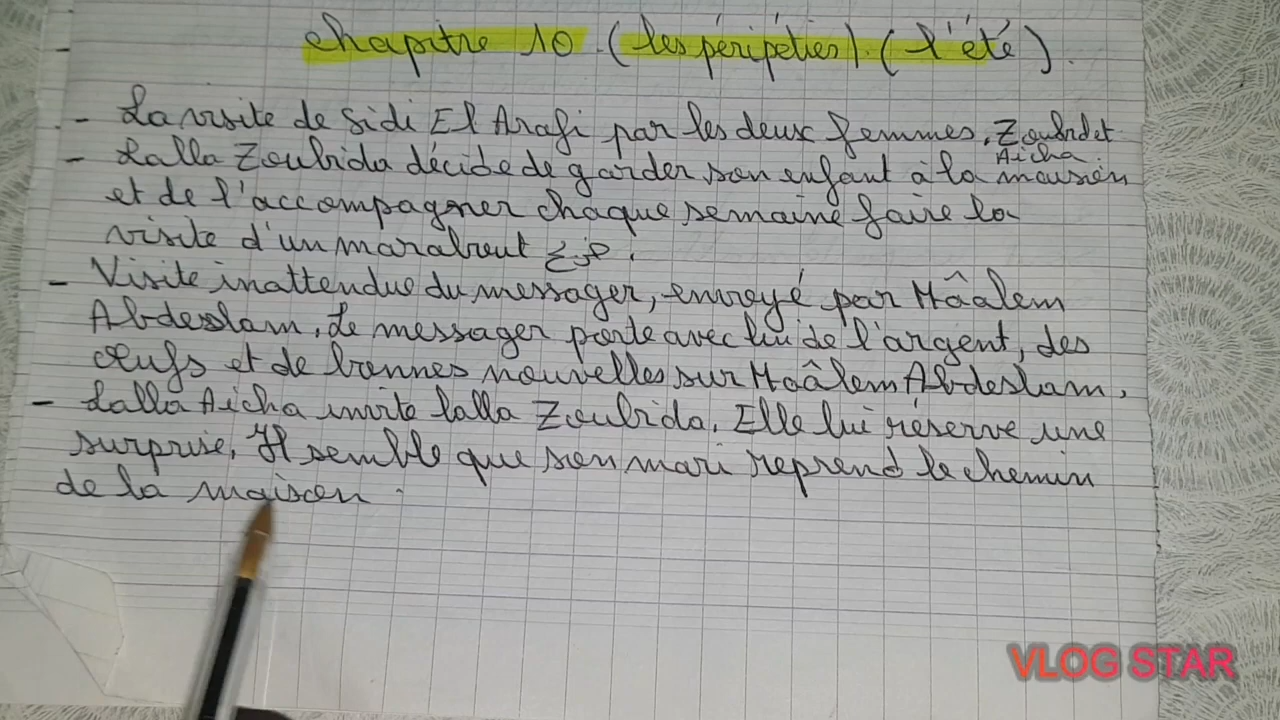 Chapitre 10. (les péripéties). (l'été).
- La visite de Sidi El Arafi par les deux femmes, Zoubida et Aicha.
- Lalla Zoubida décide de garder son enfant à la maison
et de l'accompagner chaque semaine faire la
visite d'un marabout
- Visite inattendue du messager, envoyé par Mâalem
Abdeslam, Le messager porte avec lui de l'argent, des
œufs et de bonnes nouvelles sur Maâlem Abdeslam,
- Lalla Aicha invite lalla Zoubida. Elle lui réserve une
surprise, Il semble que son mari reprend le chemin
de la maison.
VLOG STAR